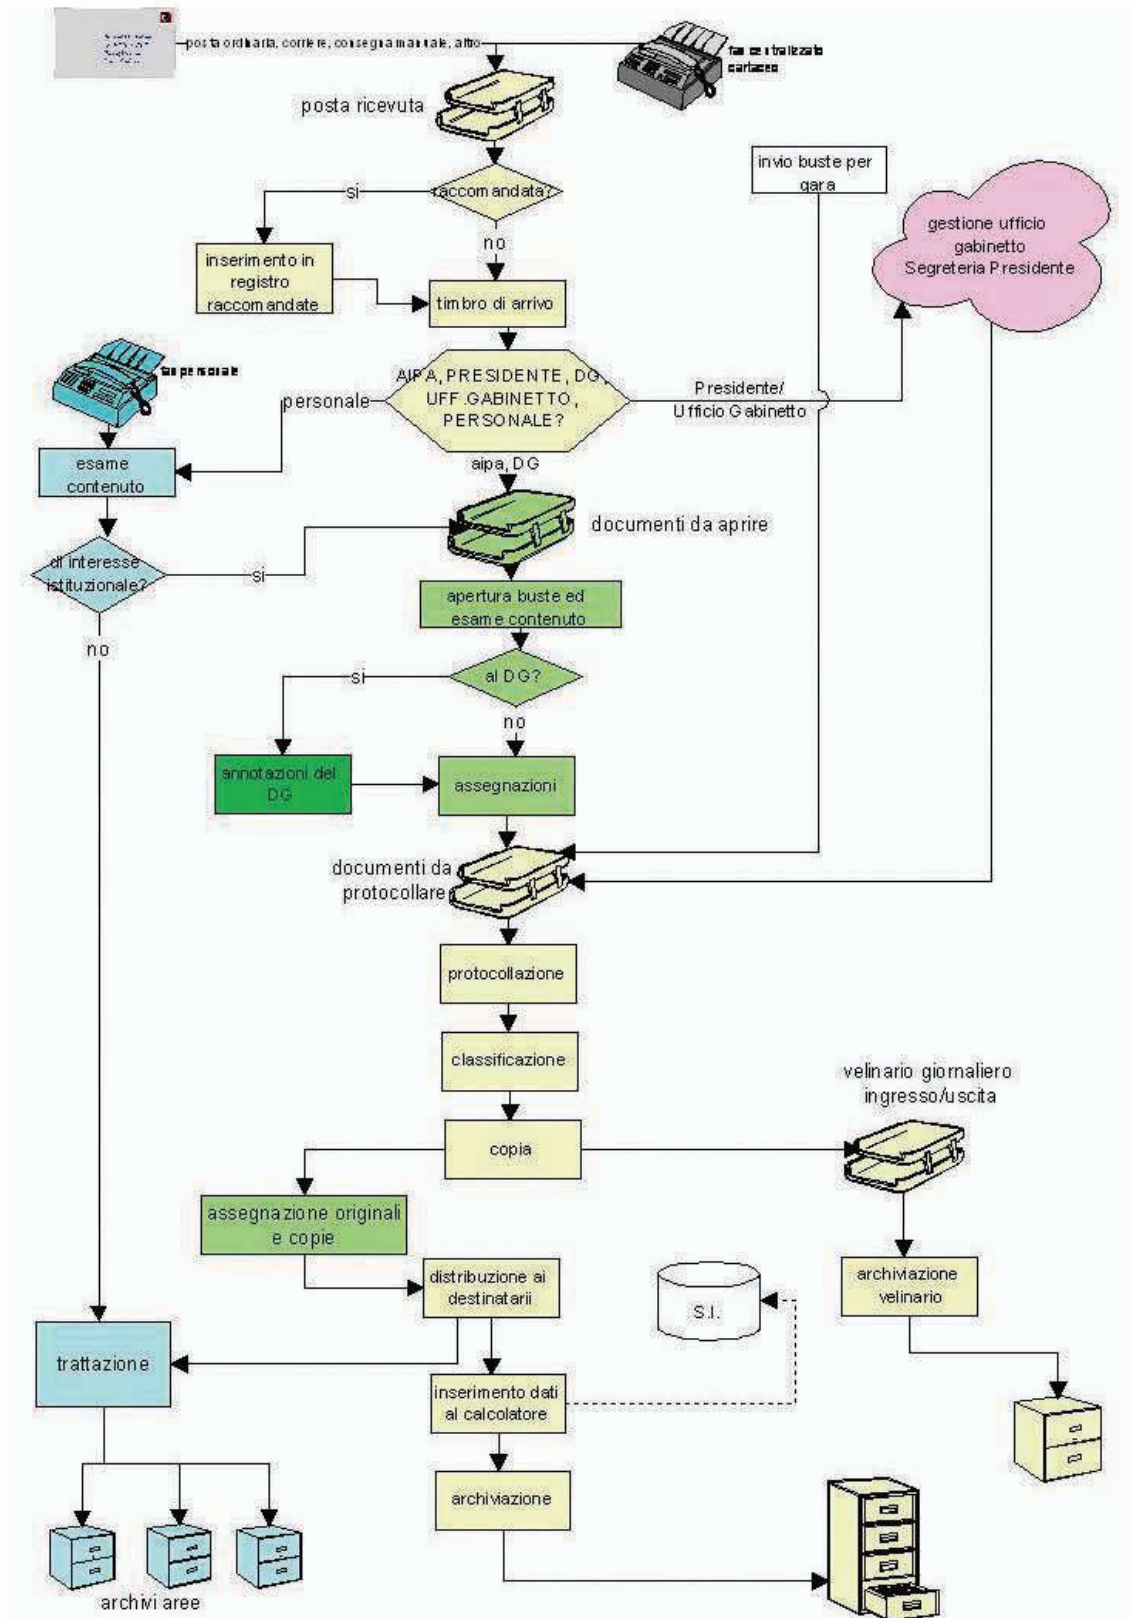 posta ordinaria, corriere, consegna manuale, altro
fax centralizzato
cartaceo
posta ricevuta
invio buste per
gara
raccomandata?
si
no
gestione ufficio
gabinetto
Segreteria Presidente
inserimento in
registro
raccomandate
timbro di arrivo
fax personale
AIPA, PRESIDENTE, DG,
UFF.GABINETTO,
PERSONALE?
personale
Presidente/
Ufficio Gabinetto
esame
contenuto
aipa, DG
documenti da aprire
di interesse
istituzionale?
si
apertura buste ed
esame contenuto
no
al DG?
si
no
annotazioni del
DG
assegnazioni
documenti da
protocollare
protocollazione
classificazione
velinario giornaliero
ingresso/uscita
copia
assegnazione originali
e copie
distribuzione ai
destinatarii
archiviazione
velinario
S.I.
trattazione
inserimento dati
al calcolatore
archiviazione
archivi aree